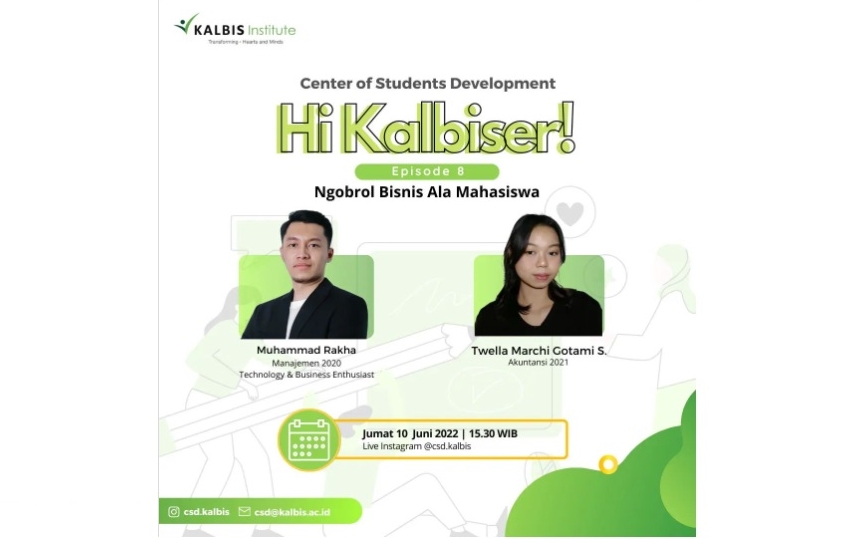 KALBIS Institute
Transforming • Hearts and Minds
Center of Students Development
Hi Kalbiser!
Episode 8
Ngobrol Bisnis Ala Mahasiswa
Muhammad Rakha
Manajemen 2020
Technology & Business Enthusiast
Twella Marchi Gotami S.
Akuntansi 2021
Jumat 10 Juni 2022 | 15.30 WIB
Live Instagram @csd.kalbis
csd.kalbis csd@kalbis.ac.id